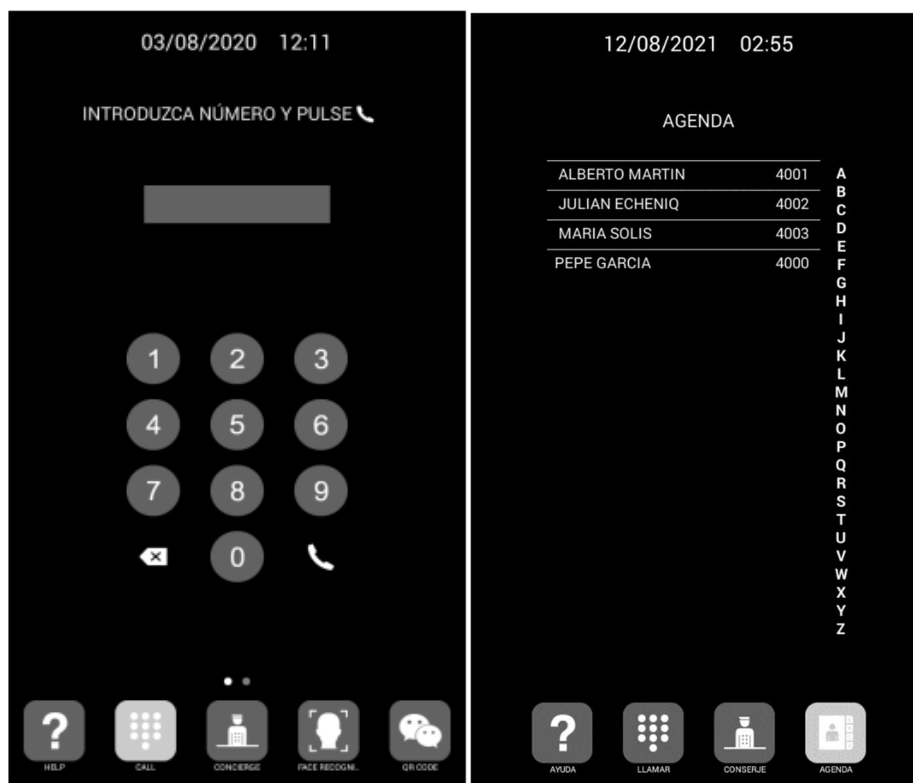 03/08/2020 12:11
INTRODUZCA NÚMERO Y PULSE
1 2 3
4 5 6
7 8 9
0
HELP CALL CONCIERGE FACE RECOGNI.. QR CODE
12/08/2021 02:55
AGENDA
ALBERTO MARTIN 4001
JULIAN ECHENIQ 4002
MARIA SOLIS 4003
PEPE GARCIA 4000
A
B
C
D
E
F
G
H
I
J
K
L
M
N
O
P
Q
R
S
T
U
V
W
X
Y
Z
AYUDA LLAMAR CONSERJE AGENDA